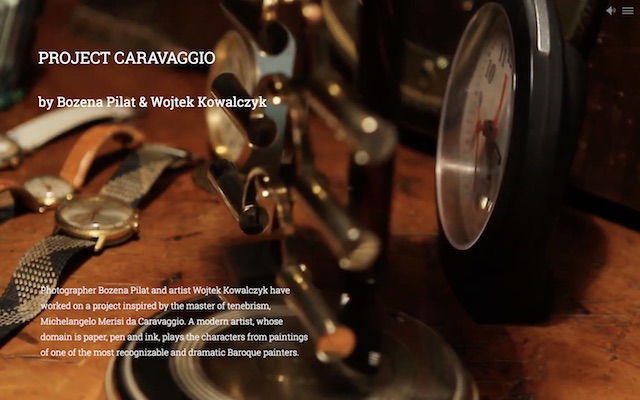 PROJECT CARAVAGGIO
by Bozena Pilat & Wojtek Kowalczyk
Photographer Bozena Pilat and artist Wojtek Kowalczyk have
worked on a project inspired by the master of tenebrism,
Michelangelo Merisi da Caravaggio. A modern artist, whose
domain is paper, pen and ink, plays the characters from paintings
of one of the most recognizable and dramatic Baroque painters.